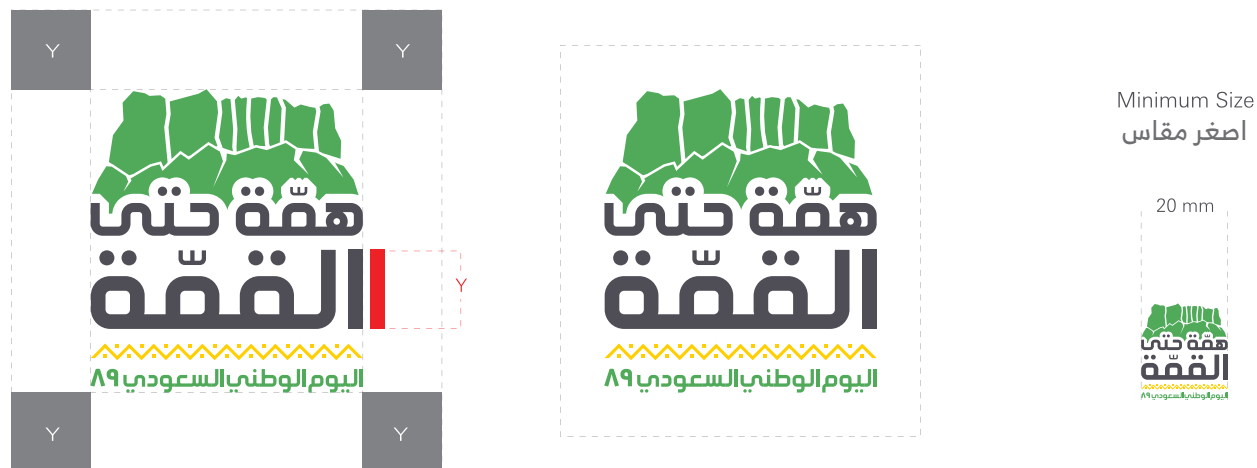 Y
Y
همّة حتى
القمّة
Y
اليوم الوطني السعودي ٨٩
Y
Y
همّة حتى
القمّة
اليوم الوطني السعودي ٨٩
Minimum Size
اصغر مقاس
20 mm
همّة حتى
القمّة
اليوم الوطني السعودي ٨٩